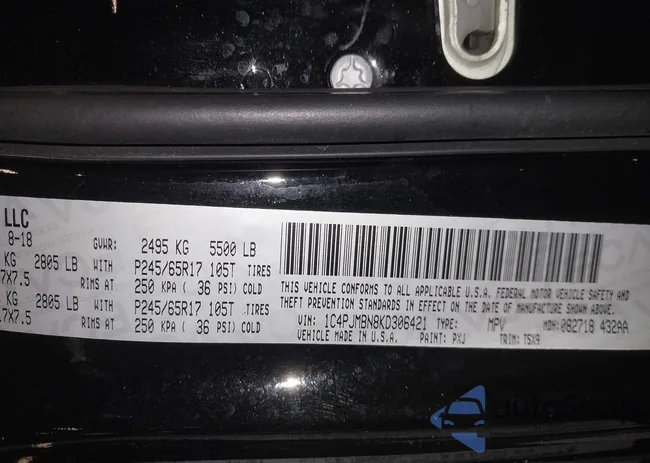 LLC
8-18 GVWR: 2495 KG 5500 LB
KG 2805 LB WITH P245/65R17 105T TIRES
7X7.5 RIMS AT 250 KPA ( 36 PSI) COLD
KG 2805 LB WITH P245/65R17 105T TIRES
17X7.5 RIMS AT 250 KPA ( 36 PSI) COLD
THIS VEHICLE CONFORMS TO ALL APPLICABLE U.S.A. FEDERAL MOTOR VEHICLE SAFETY AND
THEFT PREVENTION STANDARDS IN EFFECT ON THE DATE OF MANUFACTURE SHOWN ABOVE.
VIN: 1C4PJMBN8KD306421 TYPE: MPV MDH: 082718 432AA
VEHICLE MADE IN U.S.A. PAINT: PXJ TRIM: TSX9